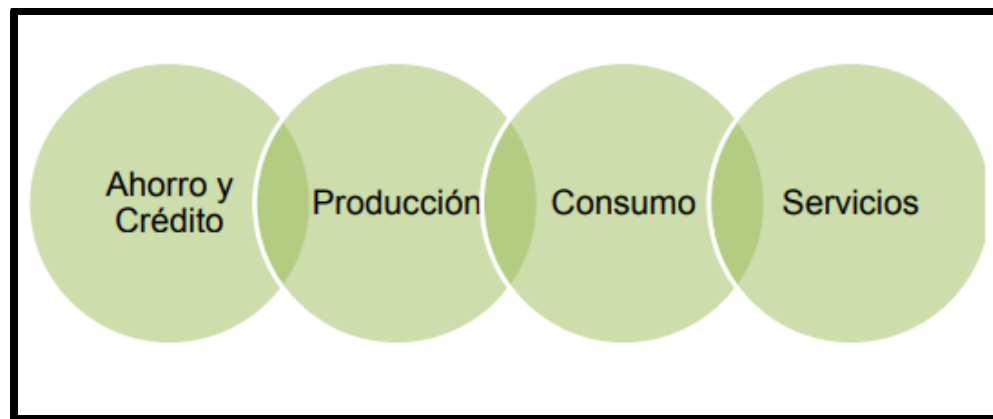 Ahorro y
Crédito
Producción
Consumo
Servicios